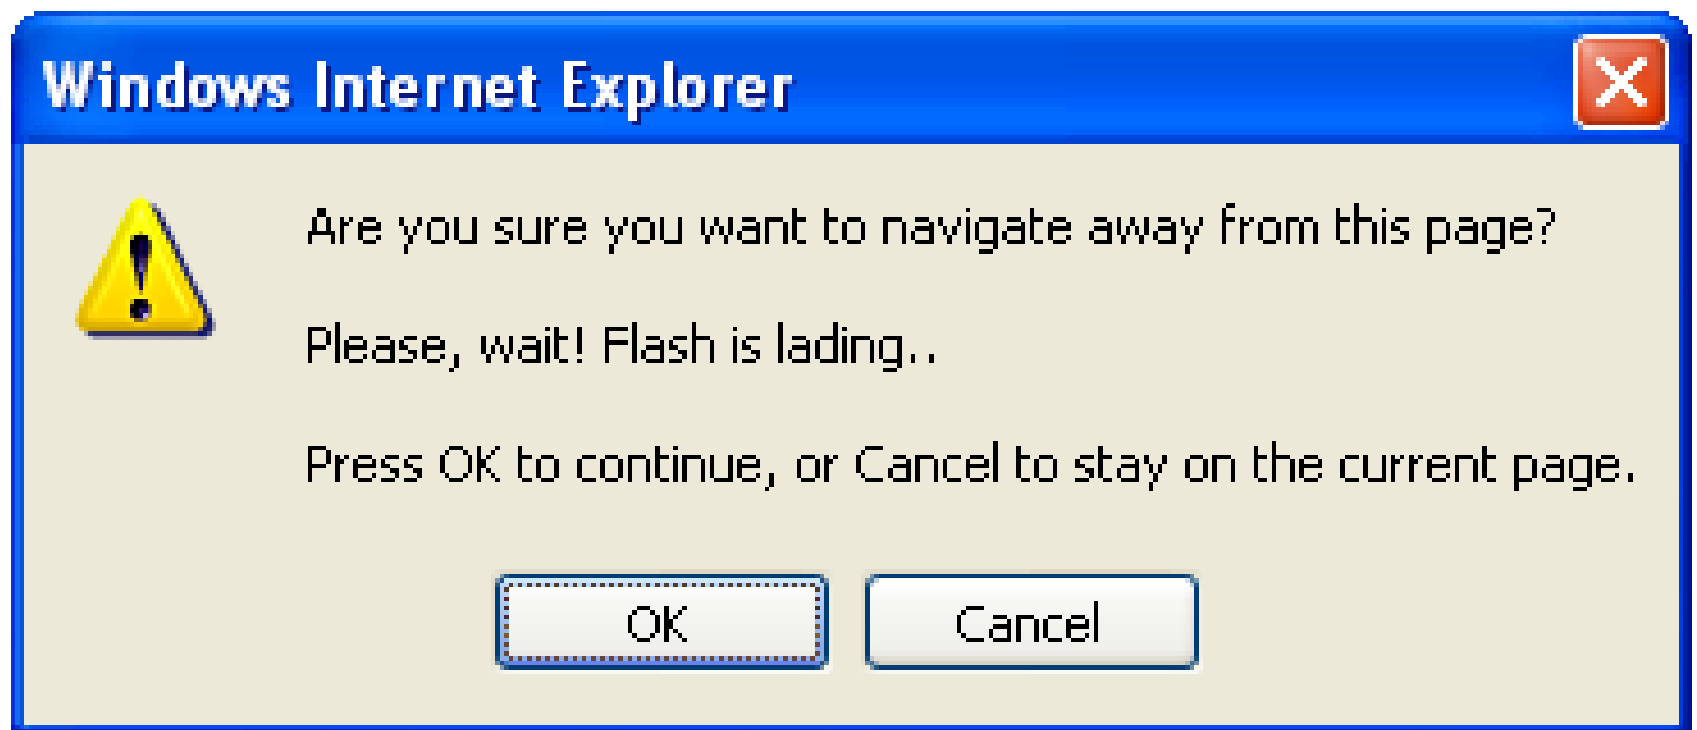 Windows Internet Explorer
Are you sure you want to navigate away from this page?
Please, wait! Flash is lading..
Press OK to continue, or Cancel to stay on the current page.
OK
Cancel